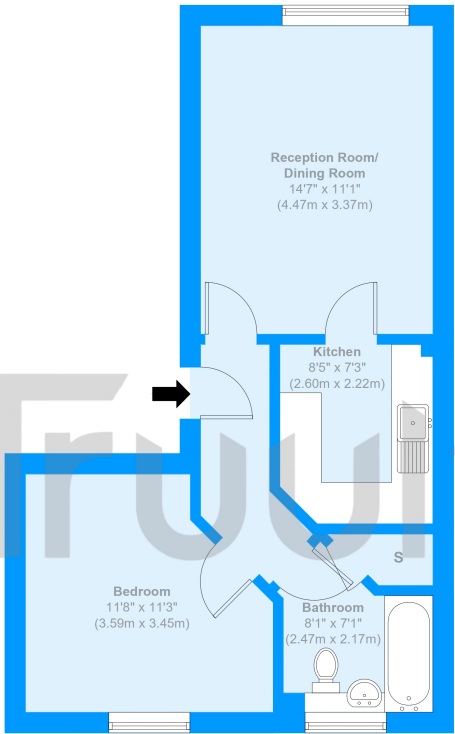 Reception Room/
Dining Room
14'7" x 11'1"
(4.47m x 3.37m)
Kitchen
8'5" x 7'3"
(2.60m x 2.22m)
S
Bedroom
11'8" x 11'3"
(3.59m x 3.45m)
Bathroom
8'1" x 7'1"
(2.47m x 2.17m)